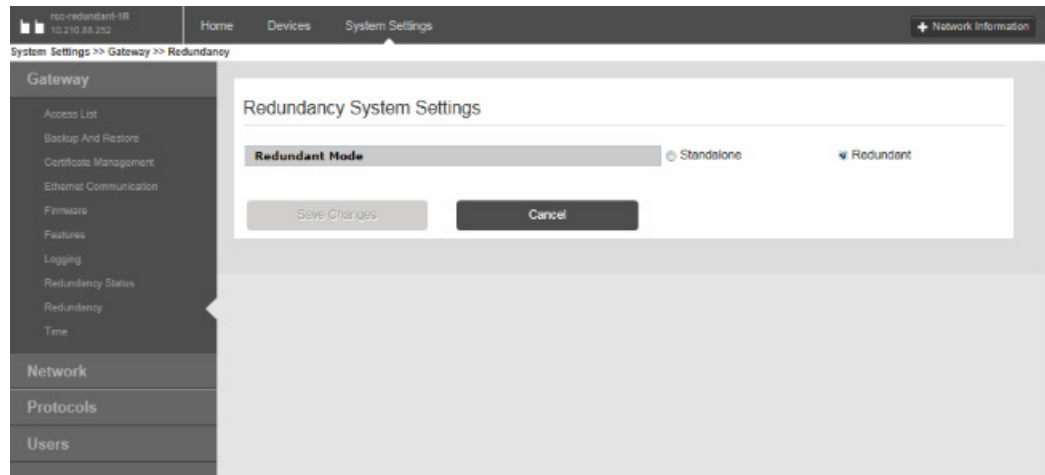 rcc-redundant-1R
10.210.88.252
Home Devices System Settings
+ Network Information
System Settings >> Gateway >> Redundancy
Gateway
Access List
Backup And Restore
Certificate Management
Ethernet Communication
Firmware
Features
Logging
Redundancy Status
Redundancy
Time
Network
Protocols
Users
Redundancy System Settings
Redundant Mode Standalone Redundant
Save Changes Cancel